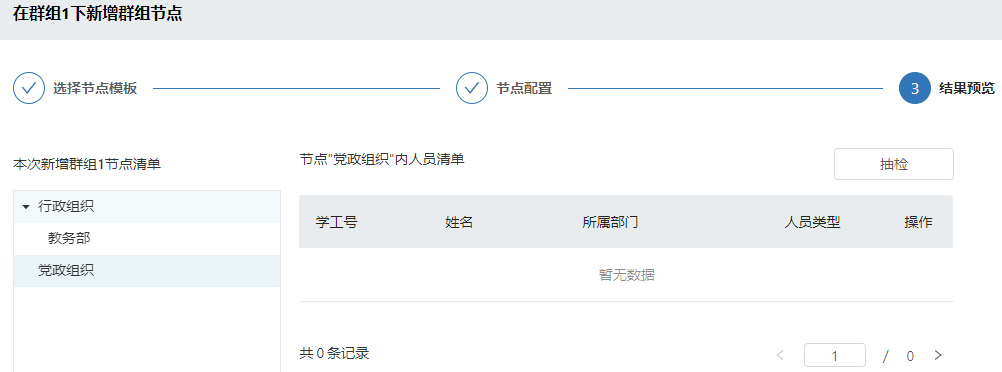 在群组1下新增群组节点
选择节点模板
节点配置
3 结果预览
本次新增群组1节点清单
行政组织
教务部
党政组织
节点"党政组织"内人员清单
抽检
学工号 姓名 所属部门 人员类型 操作
暂无数据
共 0 条记录
< 1 / 0 >